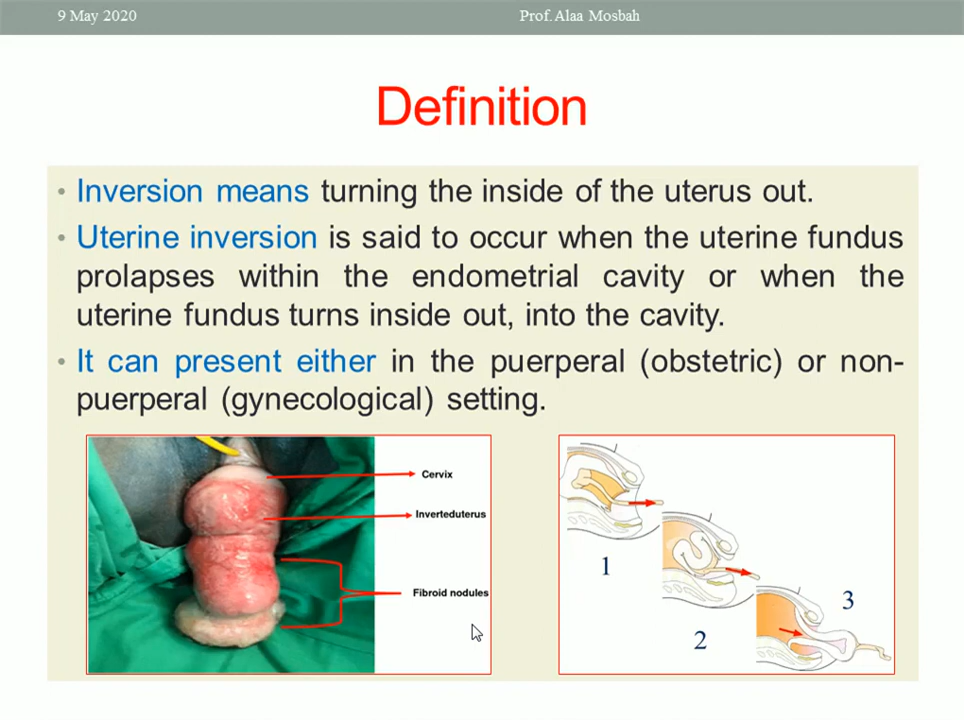 9 May 2020
Prof. Alaa Mosbah
Definition
• Inversion means turning the inside of the uterus out.
• Uterine inversion is said to occur when the uterine fundus
prolapses within the endometrial cavity or when the
uterine fundus turns inside out, into the cavity.
• It can present either in the puerperal (obstetric) or non-
puerperal (gynecological) setting.
Cervix
Inverteduterus
Fibroid nodules
1
2
3